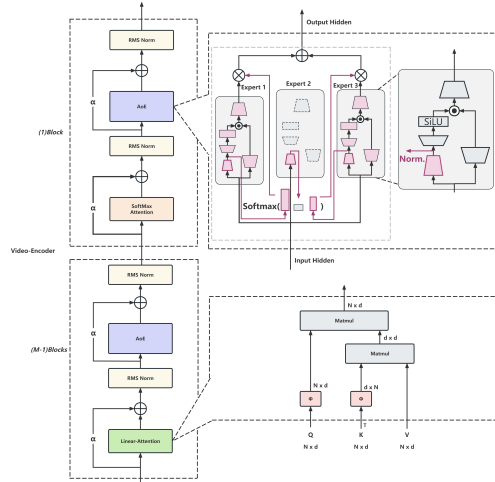 Output Hidden
RMS Norm
α
AoE
(1)Block
RMS Norm
α
SoftMax
Attention
Expert 1
Expert 2
Expert 3
SiLU
Norm.
Softmax( )
Input Hidden
Video-Encoder
RMS Norm
α
AoE
(M-1)Blocks
RMS Norm
α
Linear-Attention
N x d
Matmul
d x d
Matmul
N x d
d x N
Φ
Φ
T
Q
K
V
N x d
N x d
N x d